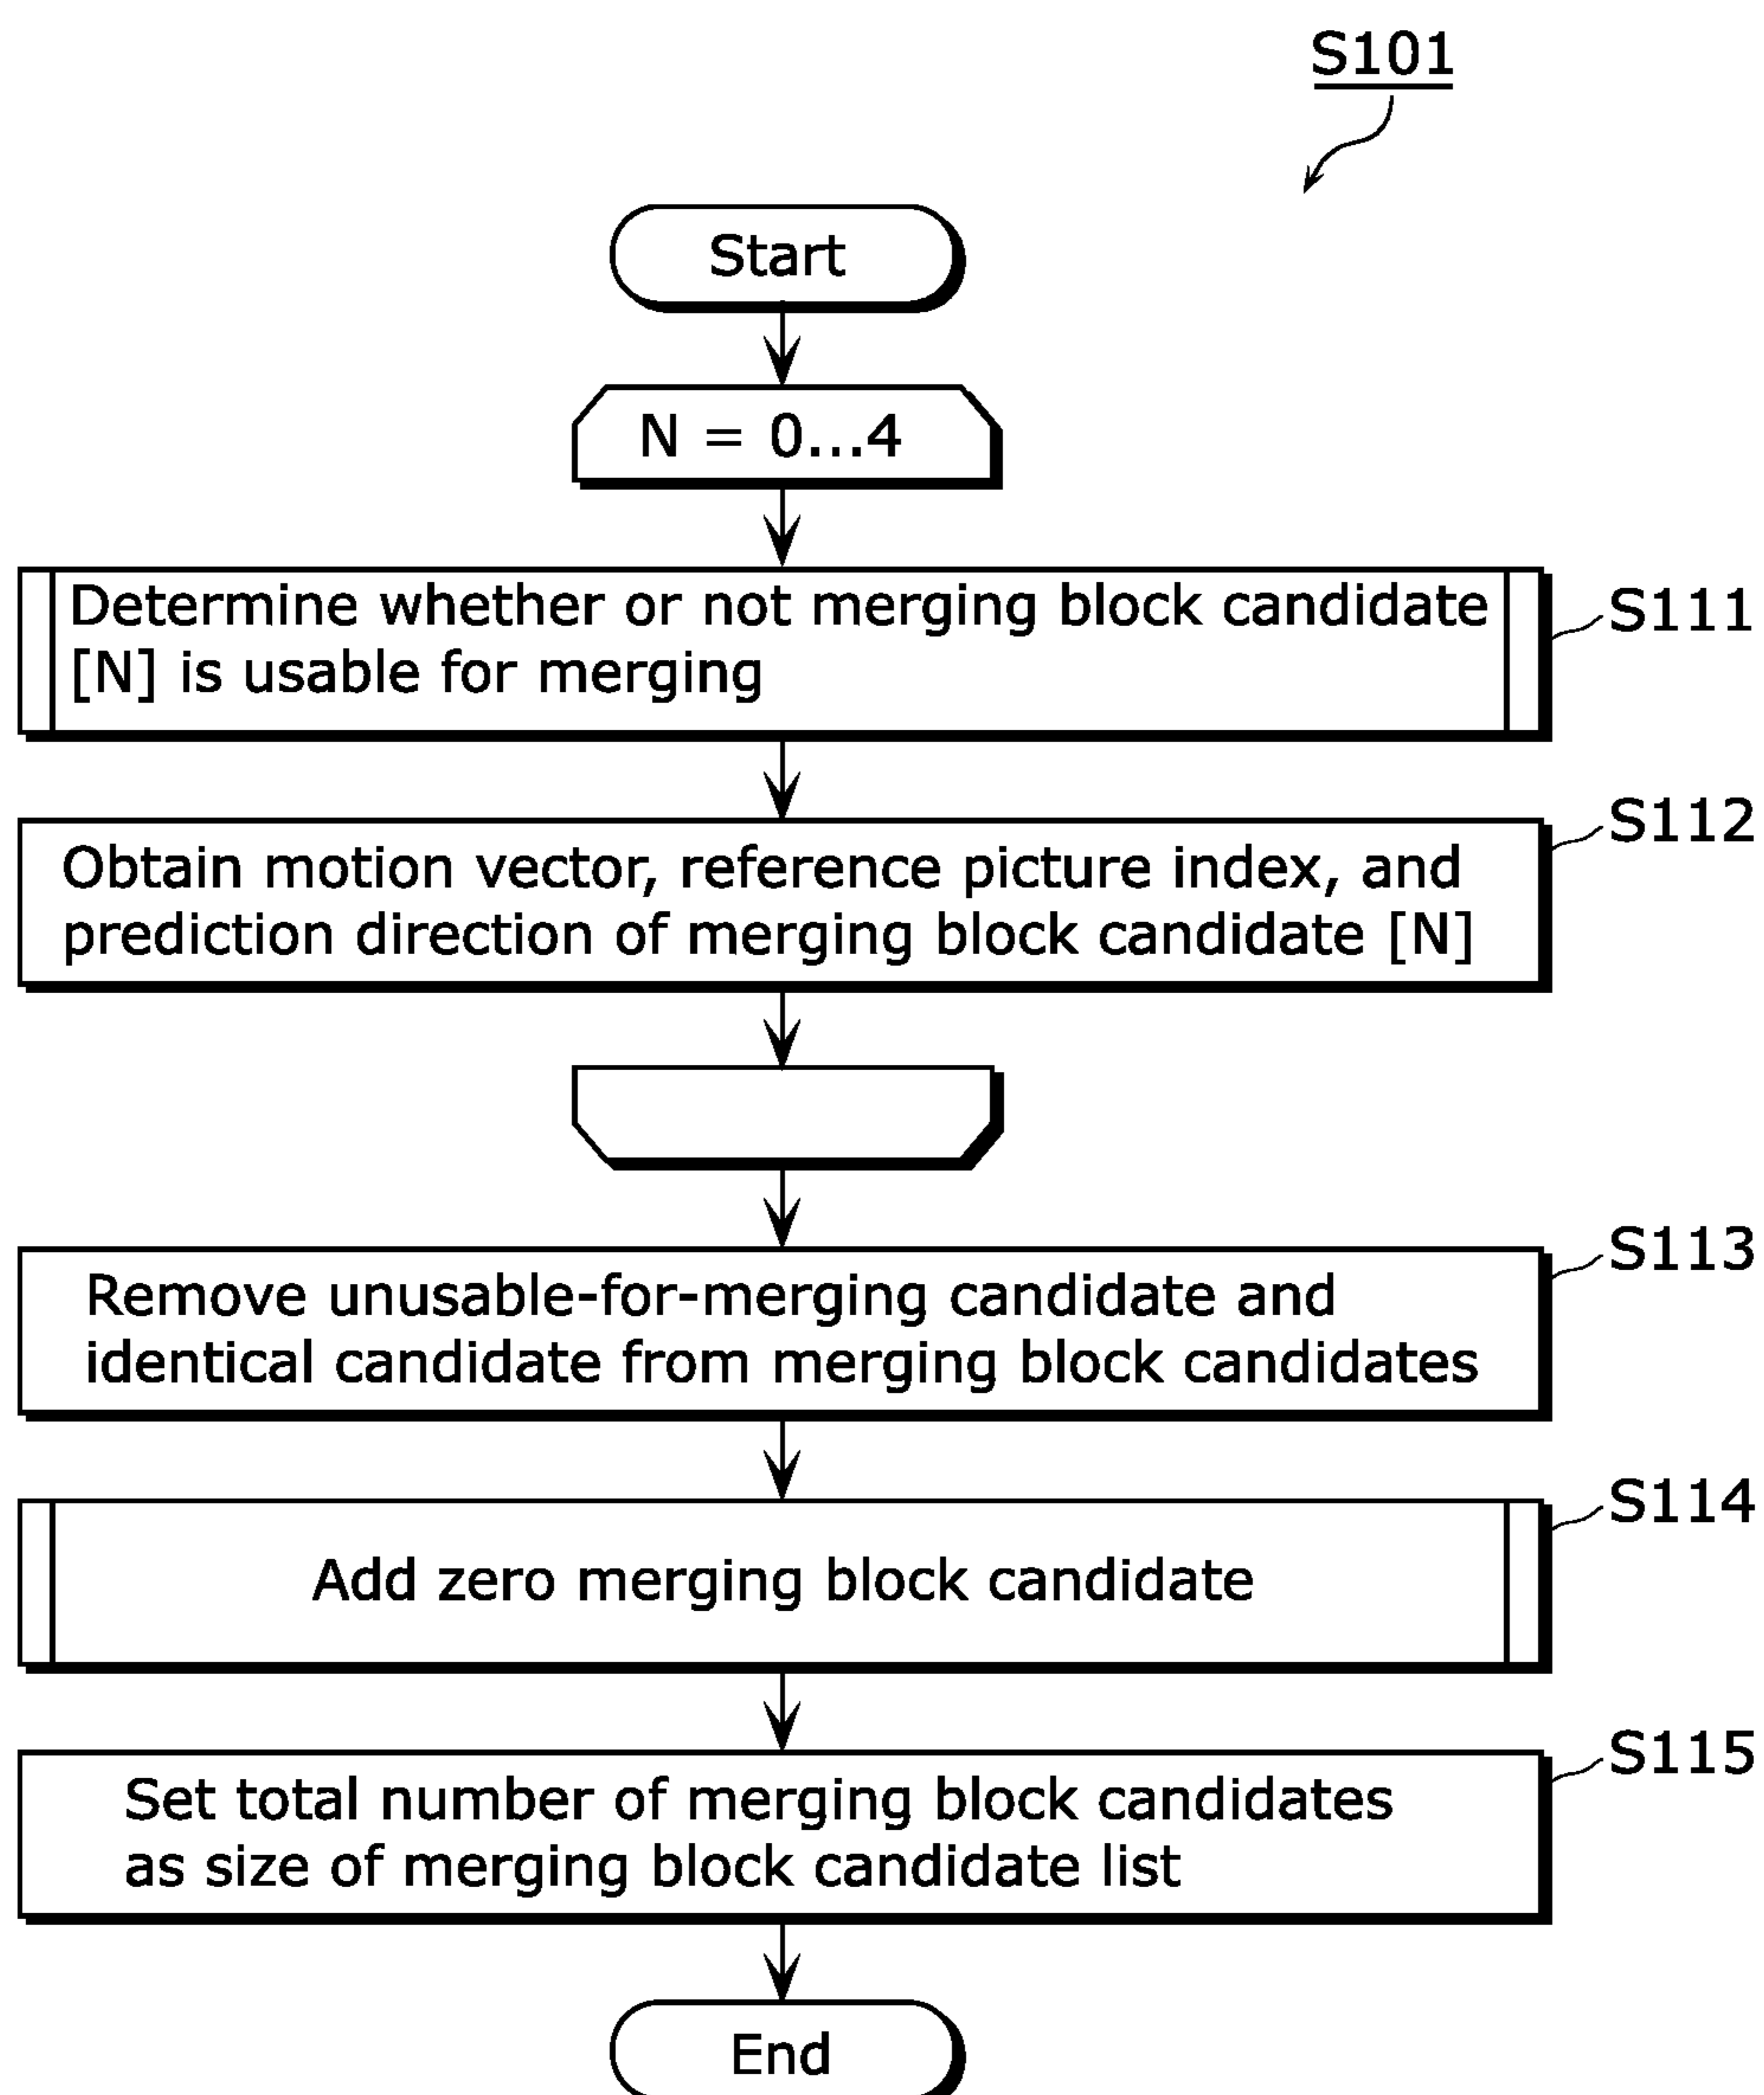 S101
Start
N = 0...4
Determine whether or not merging block candidate
[N] is usable for merging
S111
Obtain motion vector, reference picture index, and
prediction direction of merging block candidate [N]
S112
Remove unusable-for-merging candidate and
identical candidate from merging block candidates
S113
Add zero merging block candidate
S114
Set total number of merging block candidates
as size of merging block candidate list
S115
End